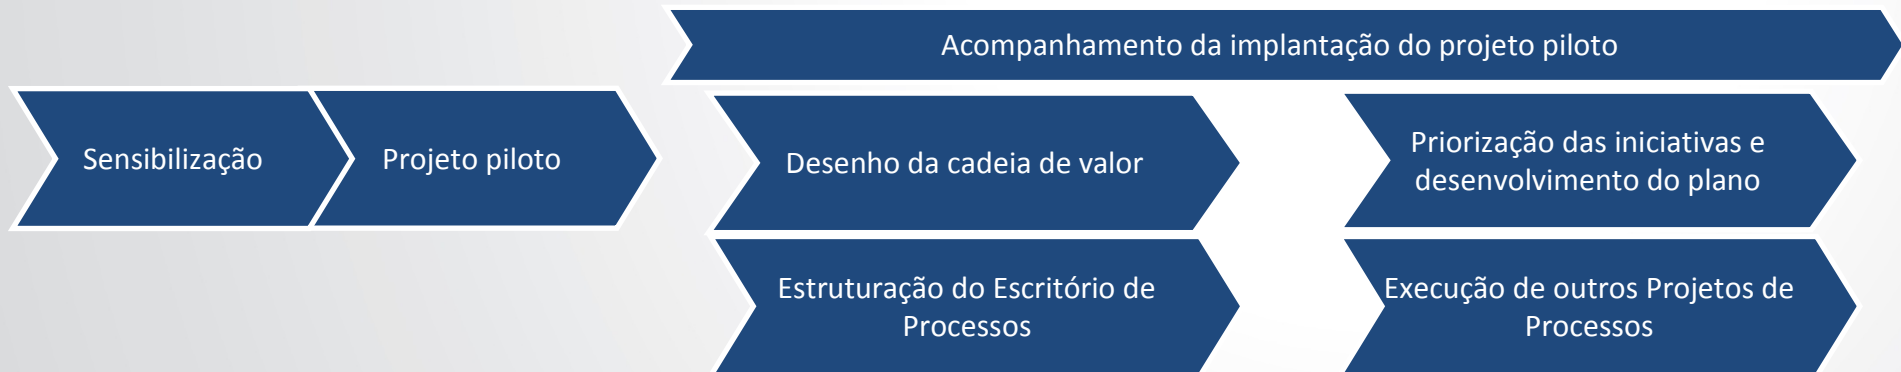 Acompanhamento da implantação do projeto piloto
Sensibilização
Projeto piloto
Desenho da cadeia de valor
Priorização das iniciativas e
desenvolvimento do plano
Estruturação do Escritório de
Processos
Execução de outros Projetos de
Processos